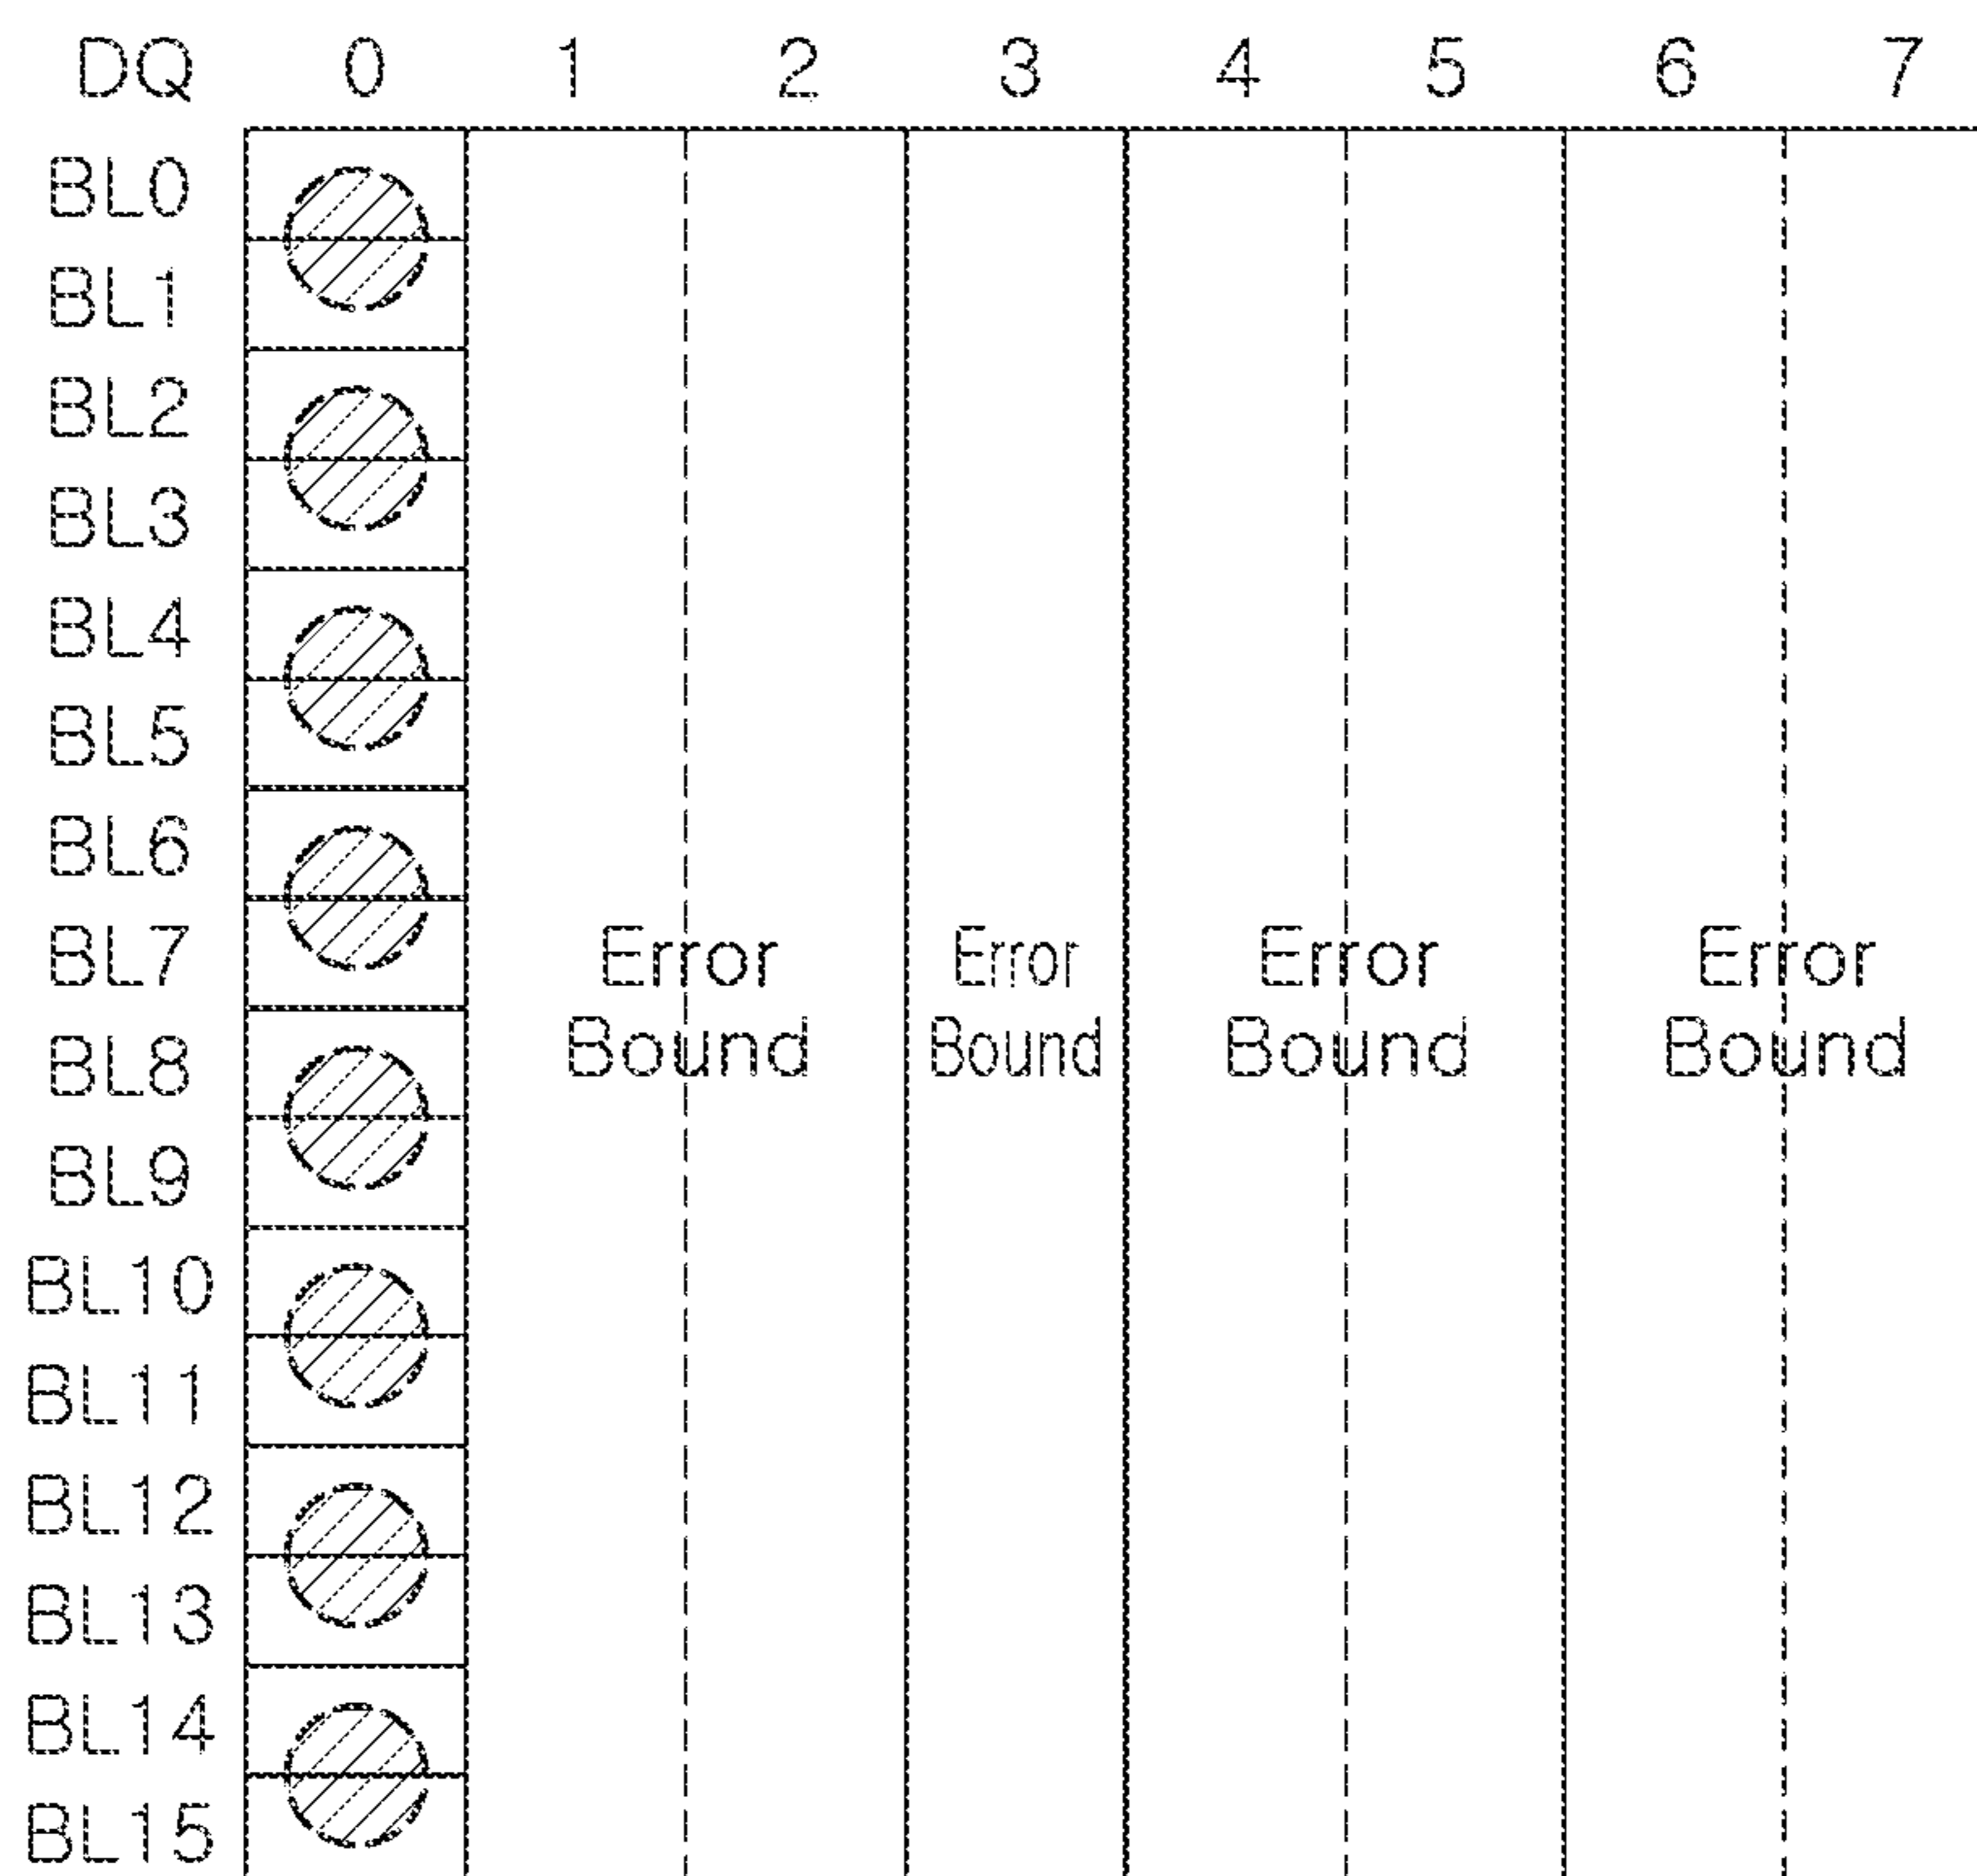 DQ 0 1 2 3 4 5 6 7
BL0
BL1
BL2
BL3
BL4
BL5
BL6
BL7 Error Error Error Error
BL8 Bound Bound Bound Bound
BL9
BL10
BL11
BL12
BL13
BL14
BL15